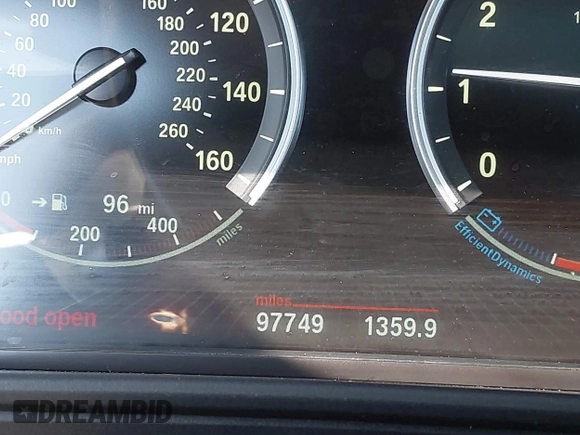 100 160 120
80 180
60 200
40 220 140
20 240
260
km/h
mph
160
96 mi
200 400
miles
2
1
0
EfficientDynamics
miles
ood open
97749 1359.9
DREAMBID